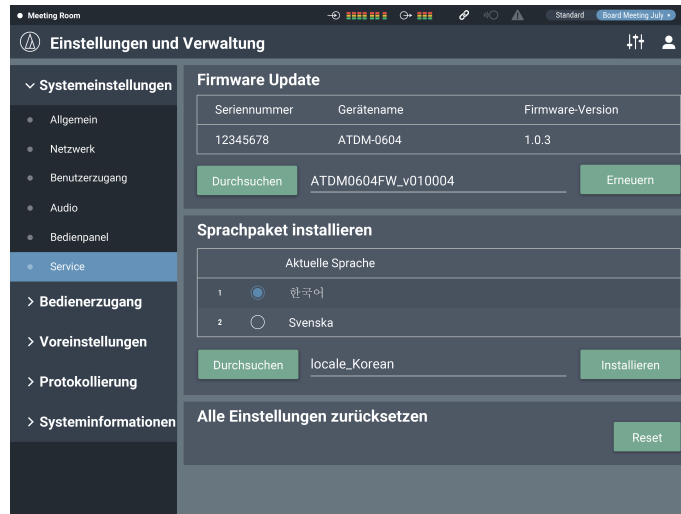 Meeting Room
Standard
Board Meeting July
Einstellungen und Verwaltung
Systemeinstellungen
Allgemein
Netzwerk
Benutzerzugang
Audio
Bedienpanel
Service
Bedienerzugang
Voreinstellungen
Protokollierung
Systeminformationen
Firmware Update
Seriennummer Gerätename Firmware-Version
12345678 ATDM-0604 1.0.3
Durchsuchen ATDM0604FW_v010004 Erneuern
Sprachpaket installieren
Aktuelle Sprache
1 한국어
2 Svenska
Durchsuchen locale_Korean Installieren
Alle Einstellungen zurücksetzen
Reset